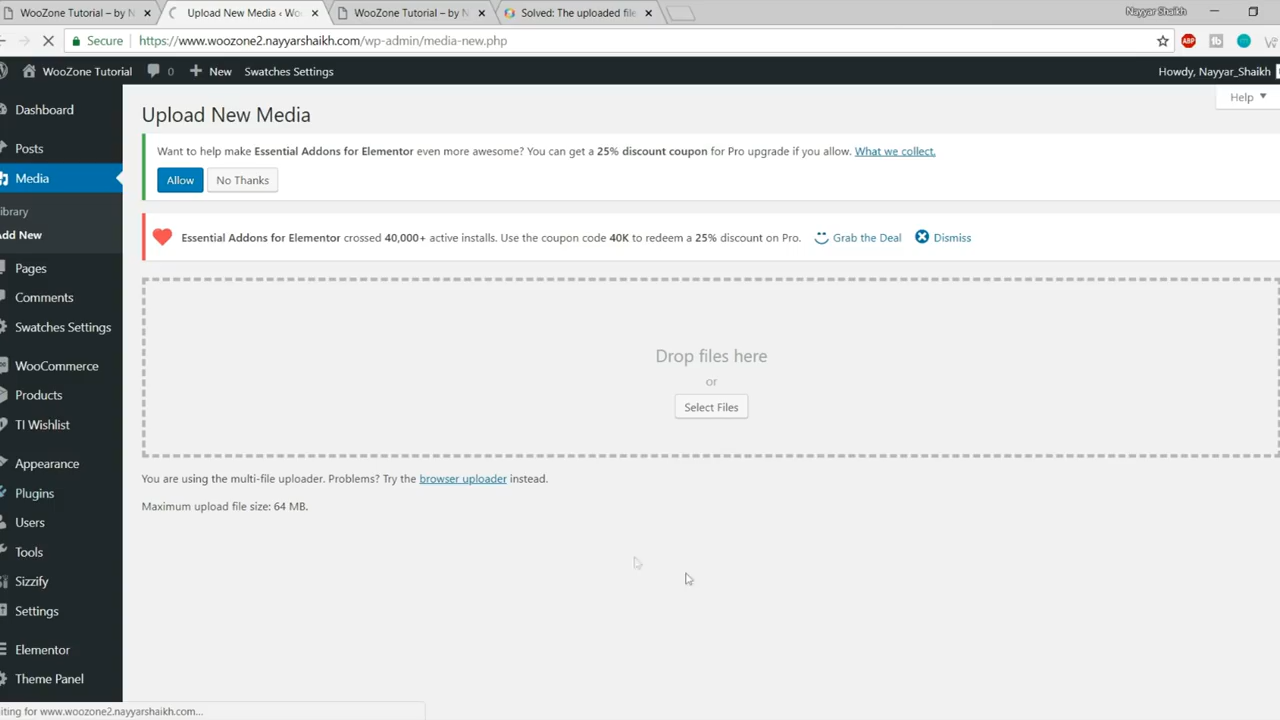 WooZone Tutorial – by N
Upload New Media ‹ Wo
WooZone Tutorial – by N
Solved: The uploaded file
Nayyar Shaikh
Secure
https://www.woozone2.nayyarshaikh.com/wp-admin/media-new.php
WooZone Tutorial
0
New
Swatches Settings
Howdy, Nayyar_Shaikh
Help
Dashboard
Posts
Media
ibrary
dd New
Pages
Comments
Swatches Settings
WooCommerce
Products
TI Wishlist
Appearance
Plugins
Users
Tools
Sizzify
Settings
Elementor
Theme Panel
Upload New Media
Want to help make Essential Addons for Elementor even more awesome? You can get a 25% discount coupon for Pro upgrade if you allow. What we collect.
Allow
No Thanks
Essential Addons for Elementor crossed 40,000+ active installs. Use the coupon code 40K to redeem a 25% discount on Pro.
Grab the Deal
Dismiss
Drop files here
or
Select Files
You are using the multi-file uploader. Problems? Try the browser uploader instead.
Maximum upload file size: 64 MB.
iting for www.woozone2.nayyarshaikh.com...